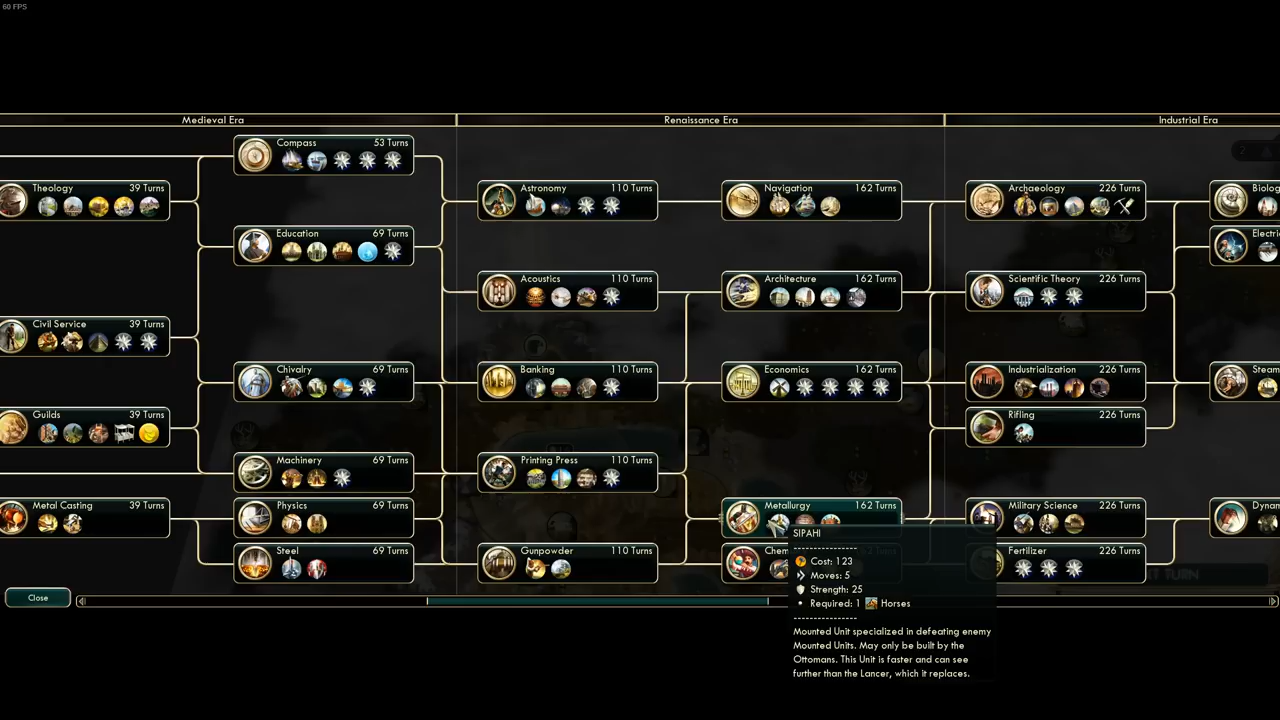 60 FPS
Medieval Era
Renaissance Era
Industrial Era
Compass 53 Turns
Theology 39 Turns
Astronomy 110 Turns
Navigation 162 Turns
Archaeology 226 Turns
Biolog
Education 69 Turns
Electri
Acoustics 110 Turns
Architecture 162 Turns
Scientific Theory 226 Turns
Civil Service 39 Turns
Chivalry 69 Turns
Banking 110 Turns
Economics 162 Turns
Industrialization 226 Turns
Steam
Guilds 39 Turns
Rifling 226 Turns
Machinery 69 Turns
Printing Press 110 Turns
Metal Casting 39 Turns
Physics 69 Turns
Metallurgy 162 Turns
Military Science 226 Turns
Dynam
Steel 69 Turns
Gunpowder 110 Turns
Chem
Fertilizer 226 Turns
SIPAHI
----------------
Cost: 123
Moves: 5
Strength: 25
• Required: 1 Horses
----------------
Mounted Unit specialized in defeating enemy
Mounted Units. May only be built by the
Ottomans. This Unit is faster and can see
further than the Lancer, which it replaces.
Close